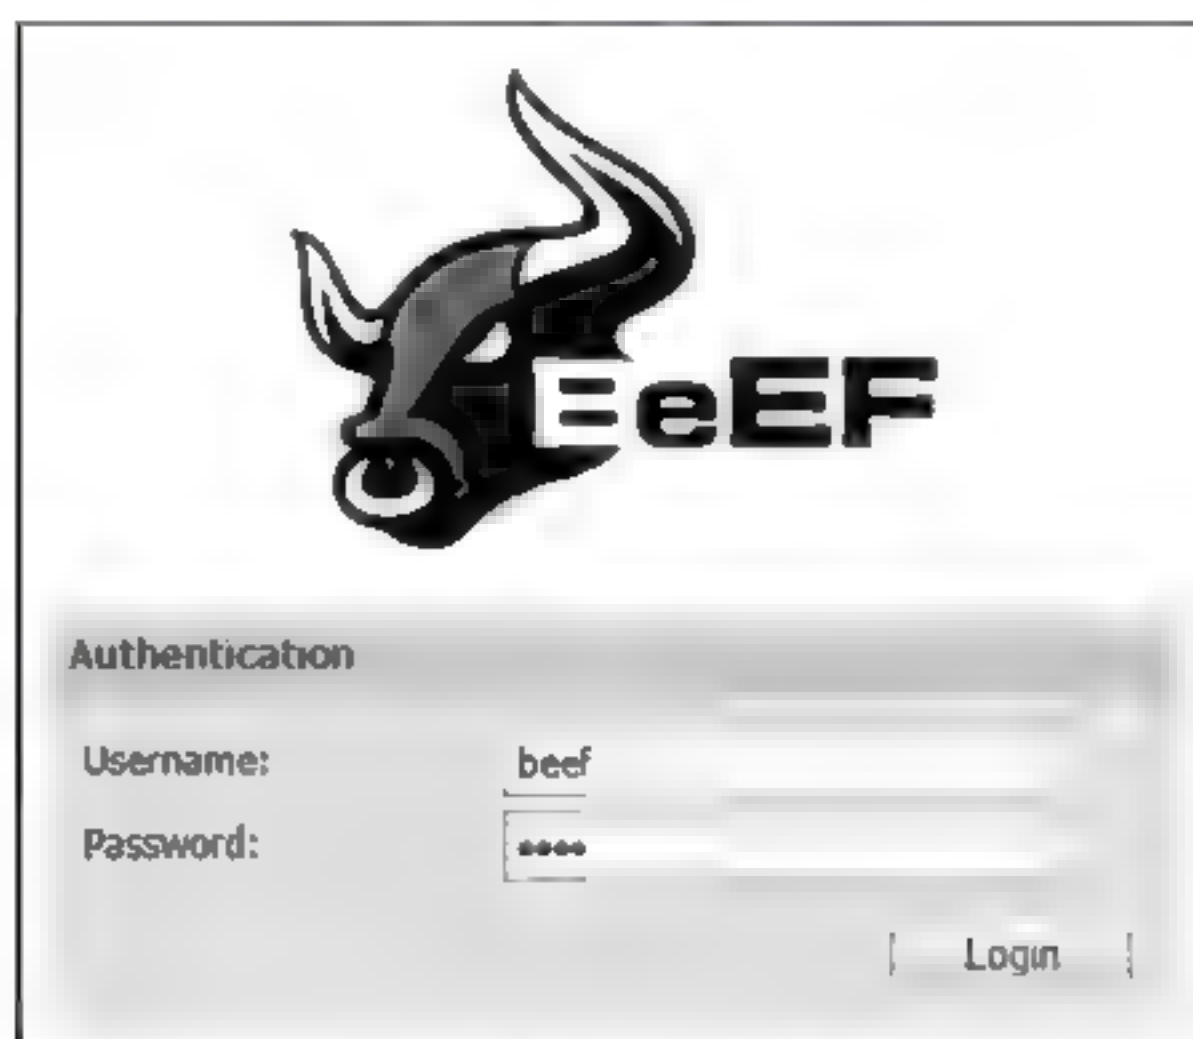 BeEF
Authentication
Username: beef
Password: ••••
Login